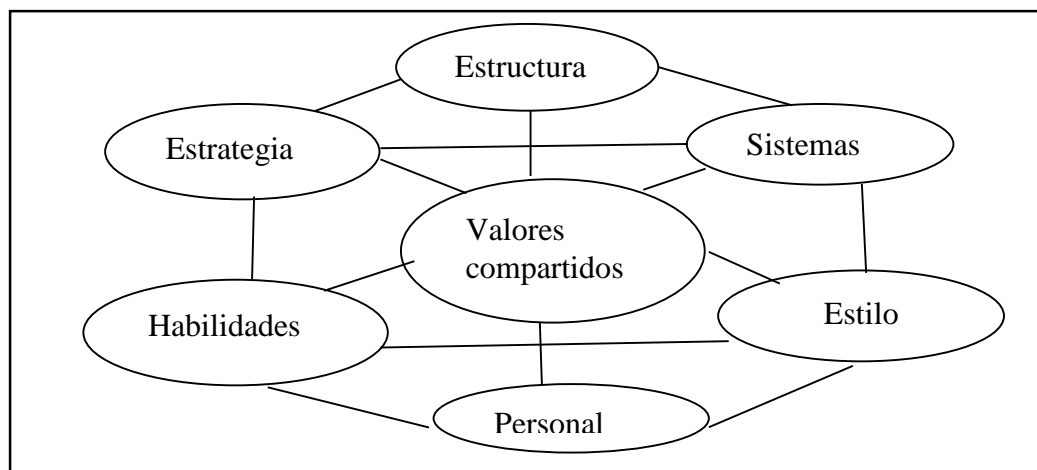 Estructura
Estrategia
Sistemas
Valores
compartidos
Habilidades
Estilo
Personal